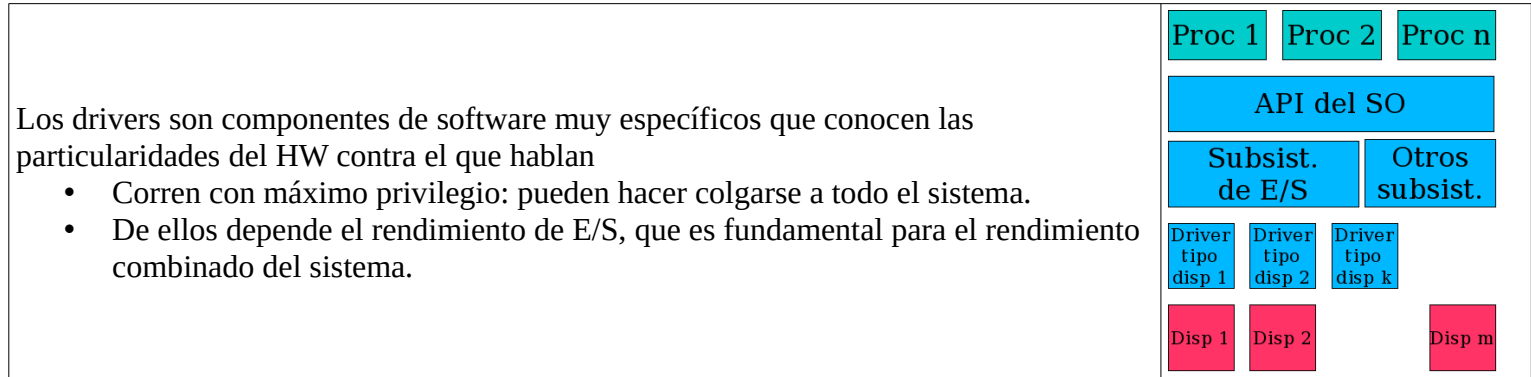 Los drivers son componentes de software muy específicos que conocen las
particularidades del HW contra el que hablan
• Corren con máximo privilegio: pueden hacer colgarse a todo el sistema.
• De ellos depende el rendimiento de E/S, que es fundamental para el rendimiento
combinado del sistema.
Proc 1 Proc 2 Proc n
API del SO
Subsist.
de E/S
Otros
subsist.
Driver
tipo
disp 1
Driver
tipo
disp 2
Driver
tipo
disp k
Disp 1 Disp 2 Disp m